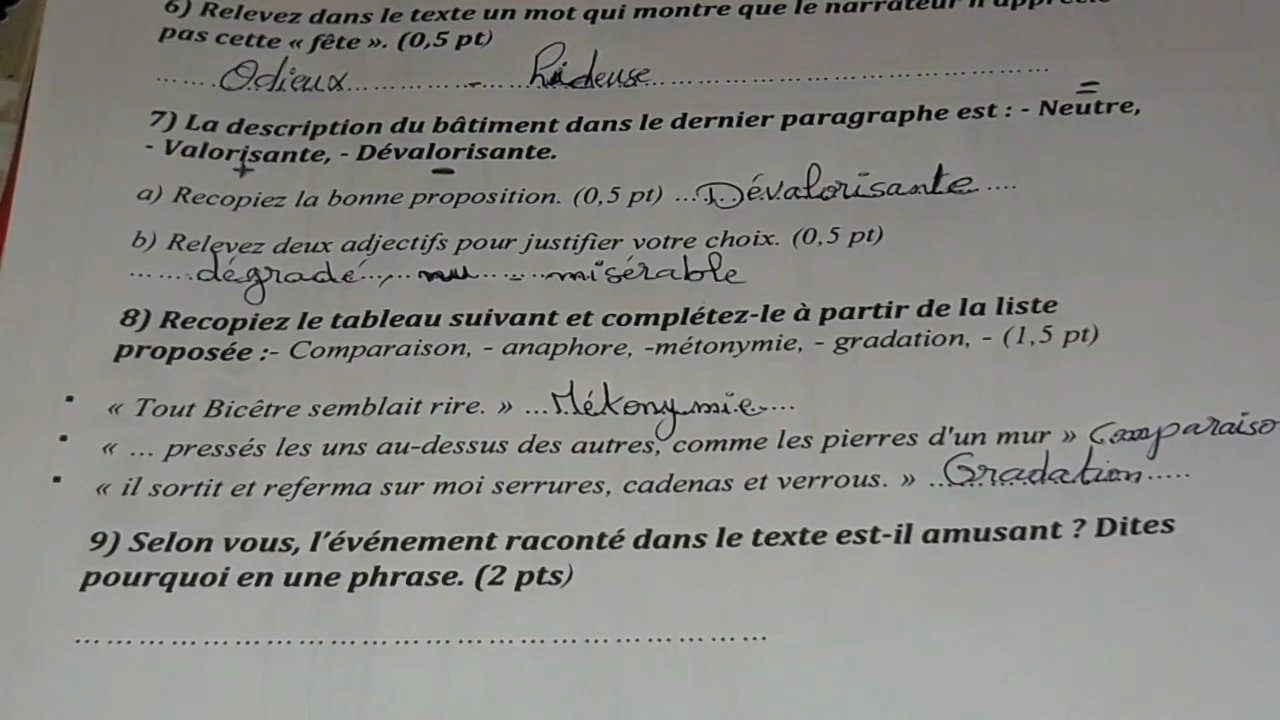 6) Relevez dans le texte un mot qui montre que le narrateur n'apprécie
pas cette « fête ». (0,5 pt)
.......Odieux................-....Hideuse.......................................
=
7) La description du bâtiment dans le dernier paragraphe est : - Neutre,
- Valorisante, - Dévalorisante.
+ -
a) Recopiez la bonne proposition. (0,5 pt) ...Dévalorisante....
b) Relevez deux adjectifs pour justifier votre choix. (0,5 pt)
.......dégradé..,.. nu ..-...misérable
8) Recopiez le tableau suivant et complétez-le à partir de la liste
proposée :- Comparaison, - anaphore, -métonymie, - gradation, - (1,5 pt)
• « Tout Bicêtre semblait rire. » ...Métonymie....
• « ... pressés les uns au-dessus des autres, comme les pierres d'un mur » Comparaiso
• « il sortit et referma sur moi serrures, cadenas et verrous. » ..Gradation.....
9) Selon vous, l'événement raconté dans le texte est-il amusant ? Dites
pourquoi en une phrase. (2 pts)
..................................................................